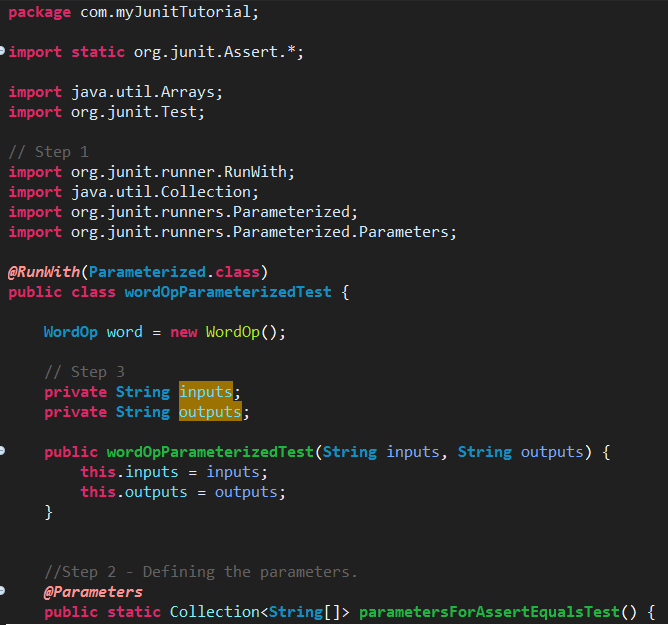 package com.myJunitTutorial;
import static org.junit.Assert.*;
import java.util.Arrays;
import org.junit.Test;
// Step 1
import org.junit.runner.RunWith;
import java.util.Collection;
import org.junit.runners.Parameterized;
import org.junit.runners.Parameterized.Parameters;
@RunWith(Parameterized.class)
public class wordOpParameterizedTest {
WordOp word = new WordOp();
// Step 3
private String inputs;
private String outputs;
public wordOpParameterizedTest(String inputs, String outputs) {
this.inputs = inputs;
this.outputs = outputs;
}
//Step 2 - Defining the parameters.
@Parameters
public static Collection<String[]> parametersForAssertEqualsTest() {